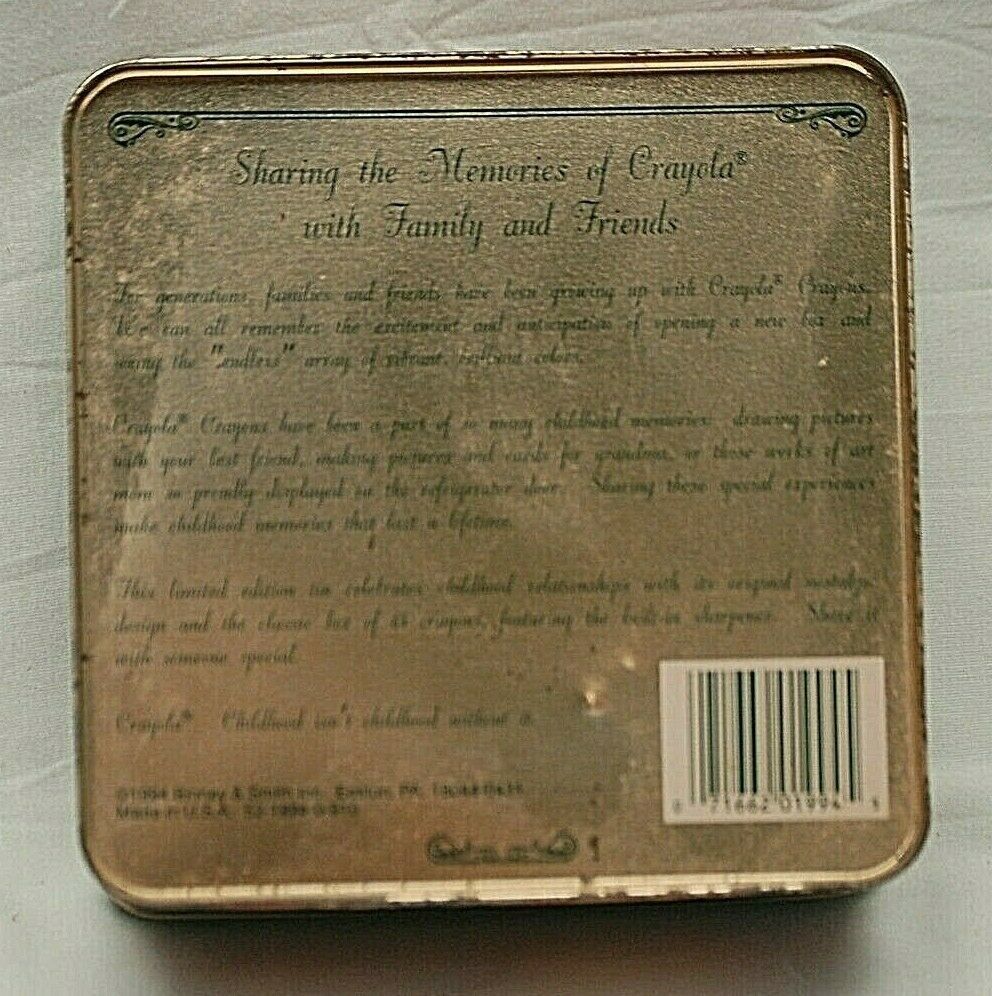 Sharing the Memories of Crayola®
with Family and Friends
For generations, families and friends have been growing up with Crayola® Crayons.
We can all remember the excitement and anticipation of opening a new box and
seeing the "endless" array of vibrant, brilliant colors.
Crayola® Crayons have been a part of so many childhood memories: drawing pictures
with your best friend, making pictures and cards for grandma, or those works of art
mom so proudly displayed on the refrigerator door. Sharing these special experiences
make childhood memories that last a lifetime.
This limited edition tin celebrates childhood relationships with its original nostalgic
design and the classic box of crayons, featuring the built-in sharpener. Share it
with someone special.
Crayola® Childhood isn't childhood without it.
& Smith Inc., Easton, PA
Made in U.S.A.
71662 01994